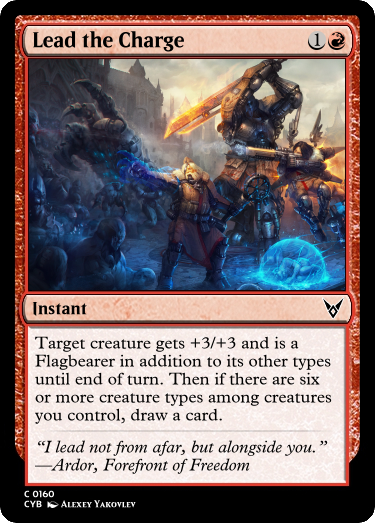 Lead the Charge 1
Instant
Target creature gets +3/+3 and is a
Flagbearer in addition to its other types
until end of turn. Then if there are six
or more creature types among creatures
you control, draw a card.
“I lead not from afar, but alongside you.”
—Ardor, Forefront of Freedom
C 0160
CYB Alexey Yakovlev